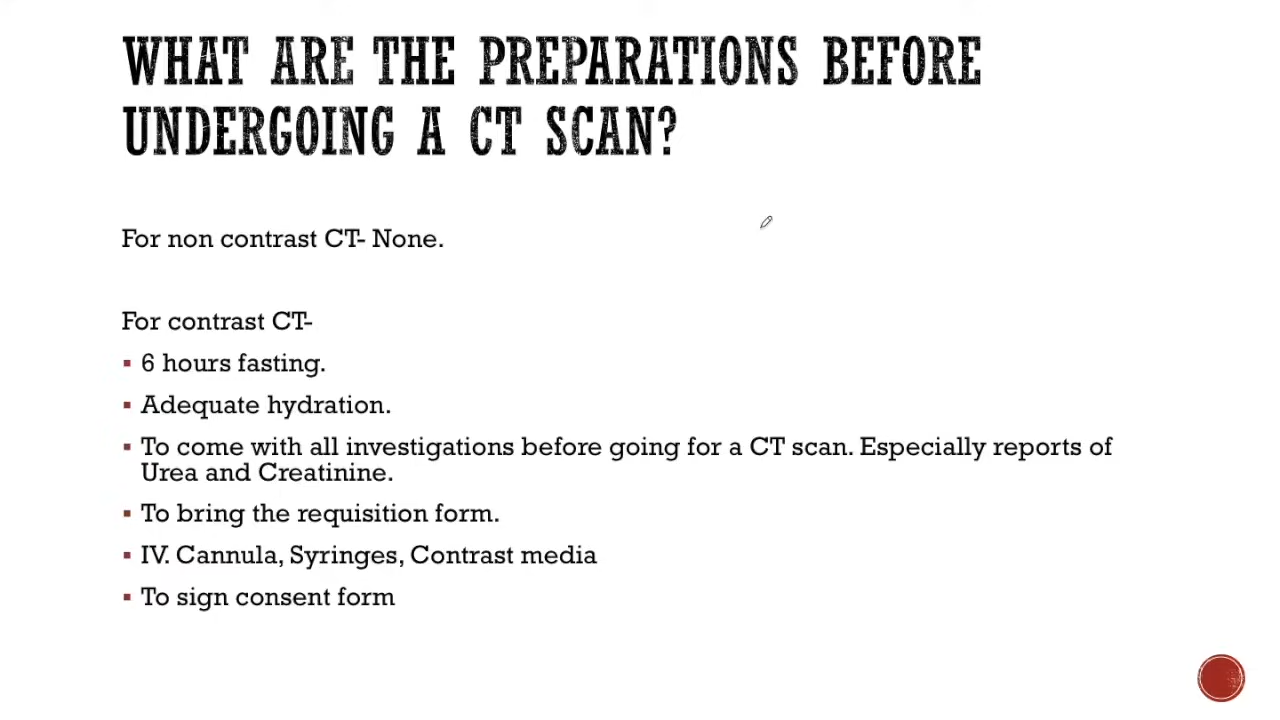 WHAT ARE THE PREPARATIONS BEFORE
UNDERGOING A CT SCAN?
For non contrast CT- None.
For contrast CT-
▪ 6 hours fasting.
▪ Adequate hydration.
▪ To come with all investigations before going for a CT scan. Especially reports of
Urea and Creatinine.
▪ To bring the requisition form.
▪ IV. Cannula, Syringes, Contrast media
▪ To sign consent form